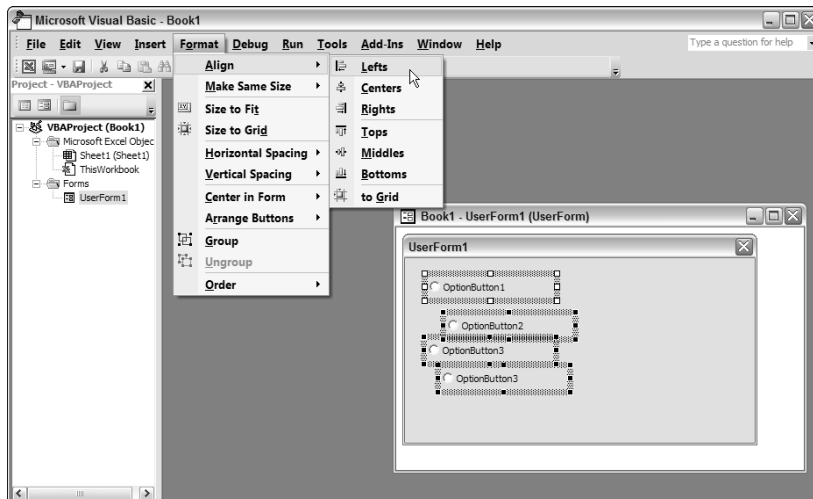 Microsoft Visual Basic - Book1
File Edit View Insert Format Debug Run Tools Add-Ins Window Help
Type a question for help
Project - VBAProject
VBAProject (Book1)
Microsoft Excel Objec
Sheet1 (Sheet1)
ThisWorkbook
Forms
UserForm1
Align
Make Same Size
Size to Fit
Size to Grid
Horizontal Spacing
Vertical Spacing
Center in Form
Arrange Buttons
Group
Ungroup
Order
Lefts
Centers
Rights
Tops
Middles
Bottoms
to Grid
Book1 - UserForm1 (UserForm)
UserForm1
OptionButton1
OptionButton2
OptionButton3
OptionButton3